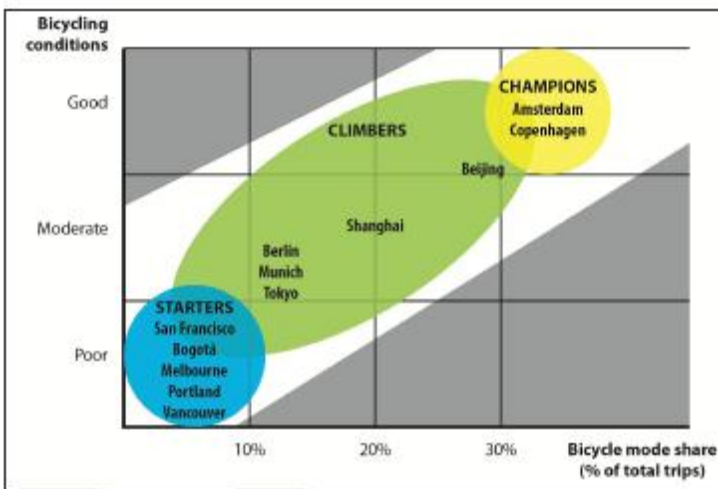 Bicycling
conditions
Good
Moderate
Poor
CHAMPIONS
Amsterdam
Copenhagen
CLIMBERS
Beijing
Shanghai
Berlin
Munich
Tokyo
STARTERS
San Francisco
Bogotá
Melbourne
Portland
Vancouver
10%
20%
30%
Bicycle mode share
(% of total trips)